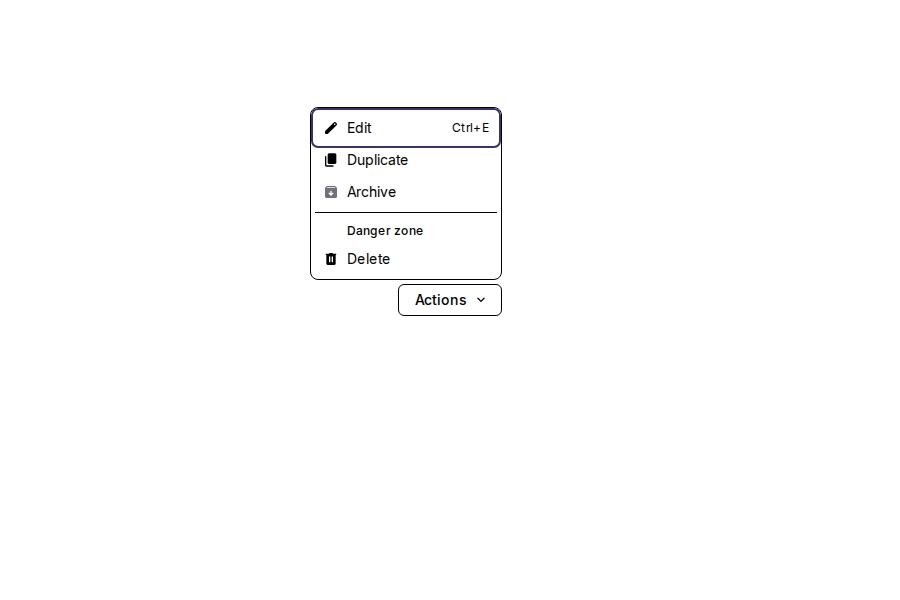 Edit Ctrl+E
Duplicate
Archive
Danger zone
Delete
Actions